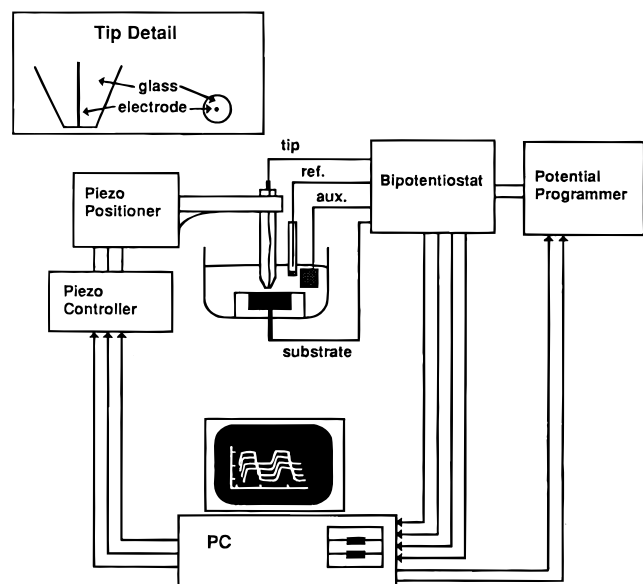 Tip Detail
glass
electrode
tip
ref.
aux.
Bipotentiostat
Potential
Programmer
Piezo
Positioner
Piezo
Controller
substrate
PC